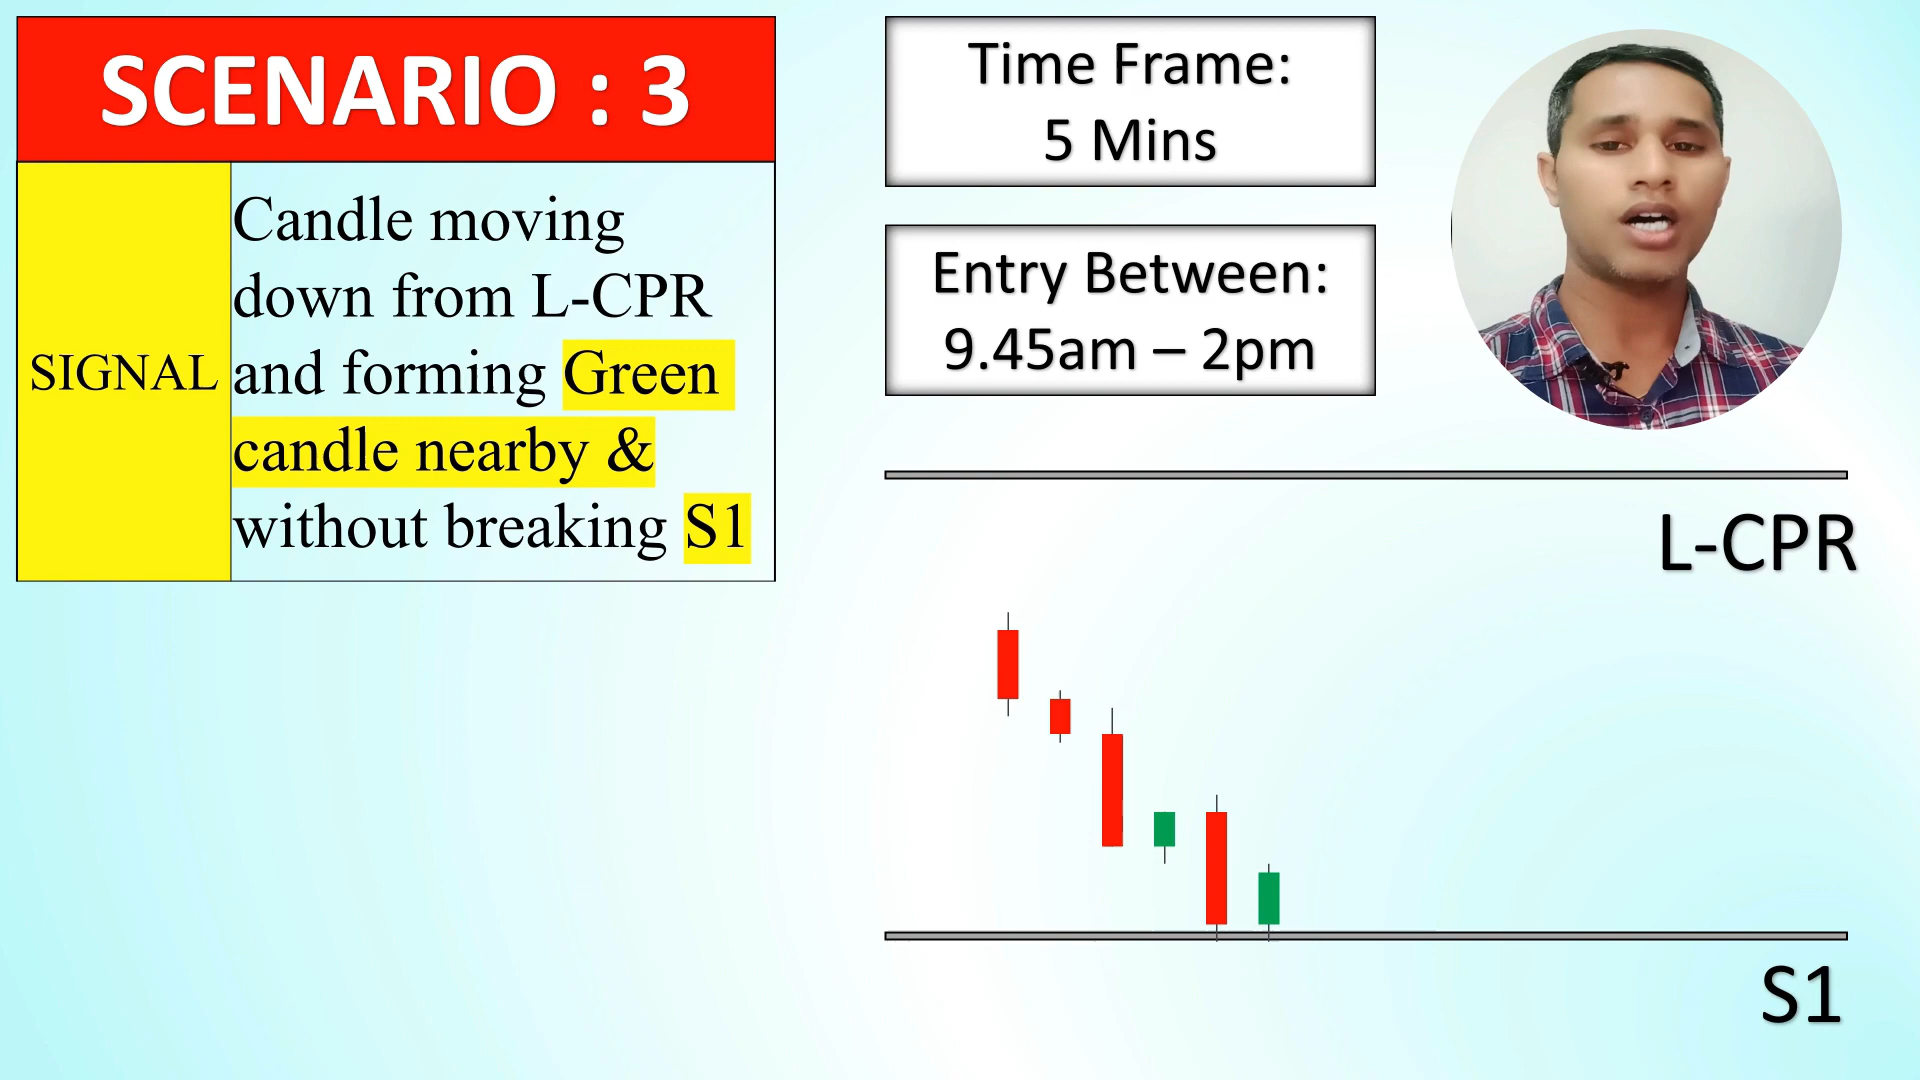 SCENARIO : 3
SIGNAL
Candle moving
down from L-CPR
and forming Green
candle nearby &
without breaking S1
Time Frame:
5 Mins
Entry Between:
9.45am – 2pm
L-CPR
S1